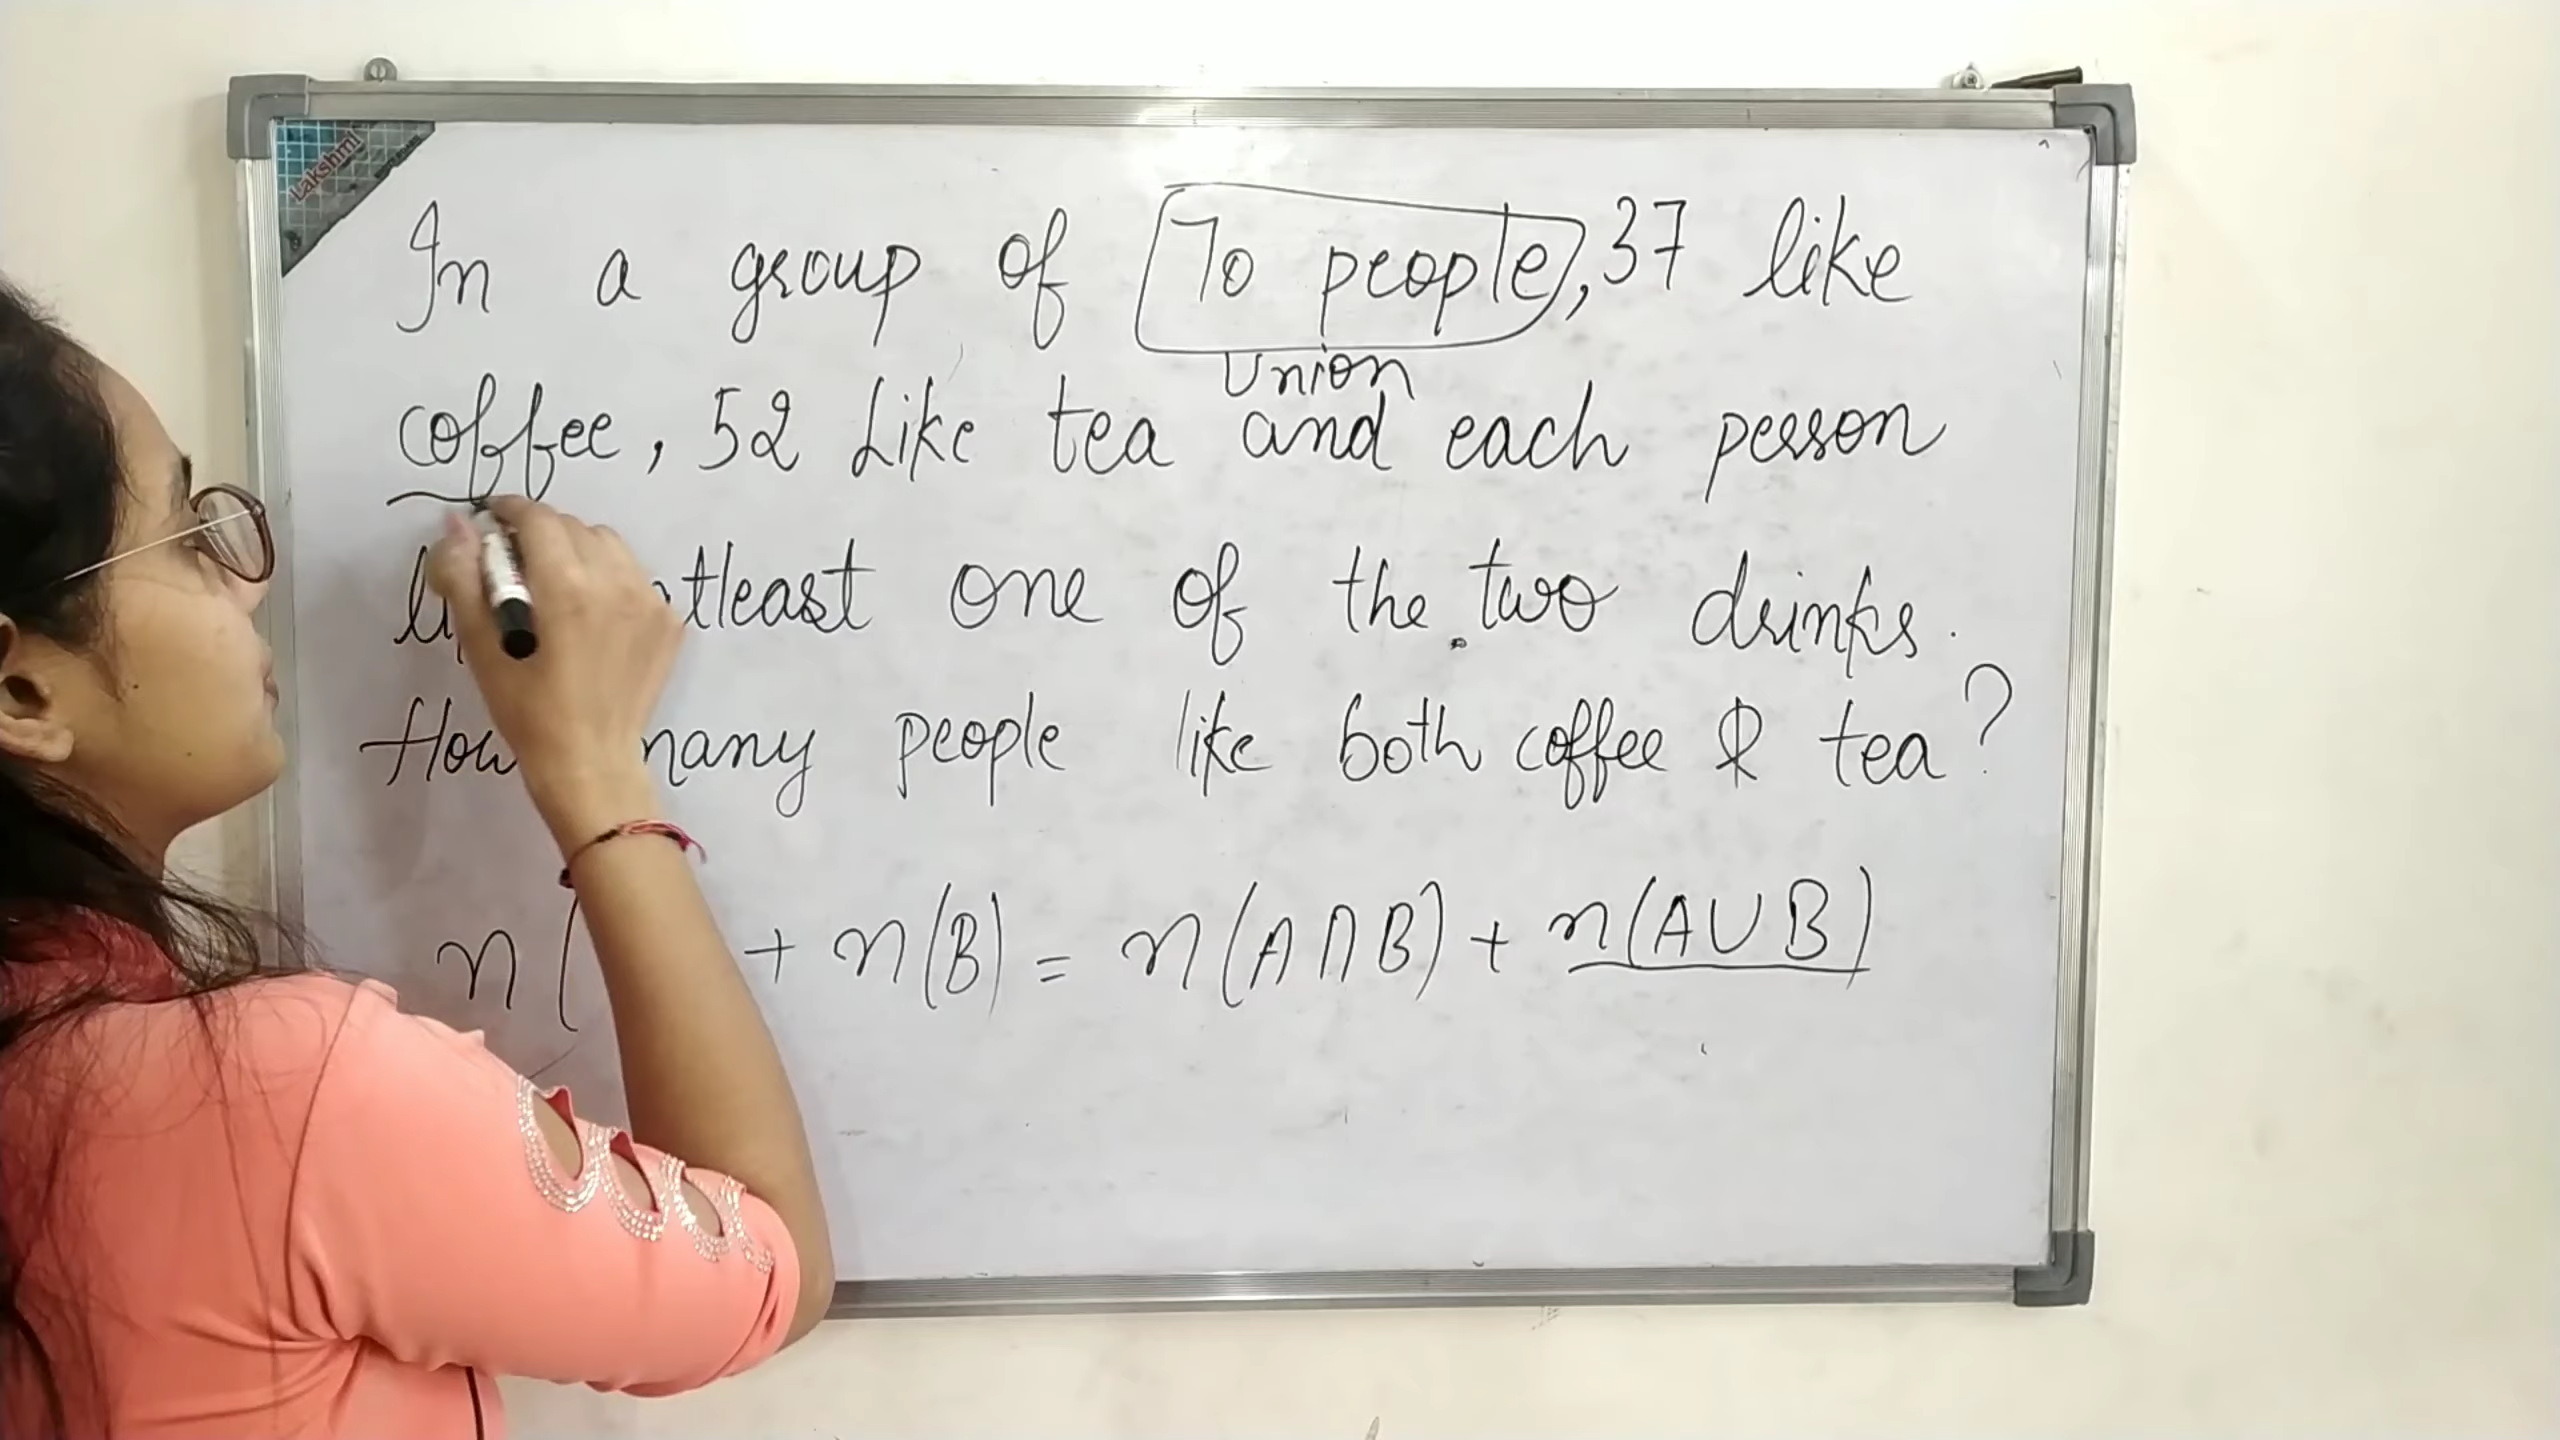 Lakshmi
In a group of 70 people, 37 like
Union
coffee, 52 Like tea and each person
atleast one of the two drinks.
How many people like both coffee & tea?
n( + n(B) = n(A∩B) + n(A∪B)